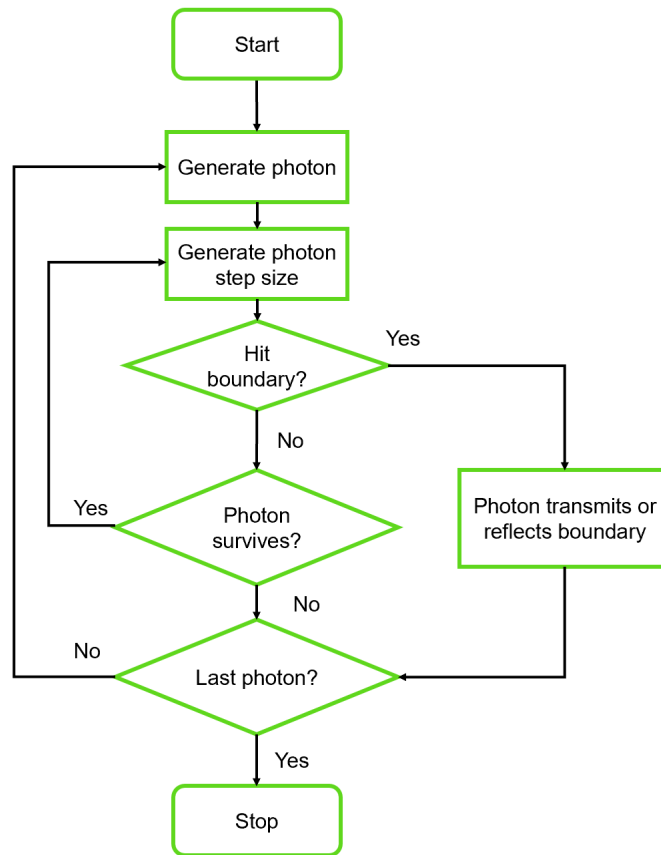 Start
Generate photon
Generate photon
step size
Hit
boundary?
Yes
No
Photon transmits or
reflects boundary
Yes
Photon
survives?
No
No
Last photon?
Yes
Stop